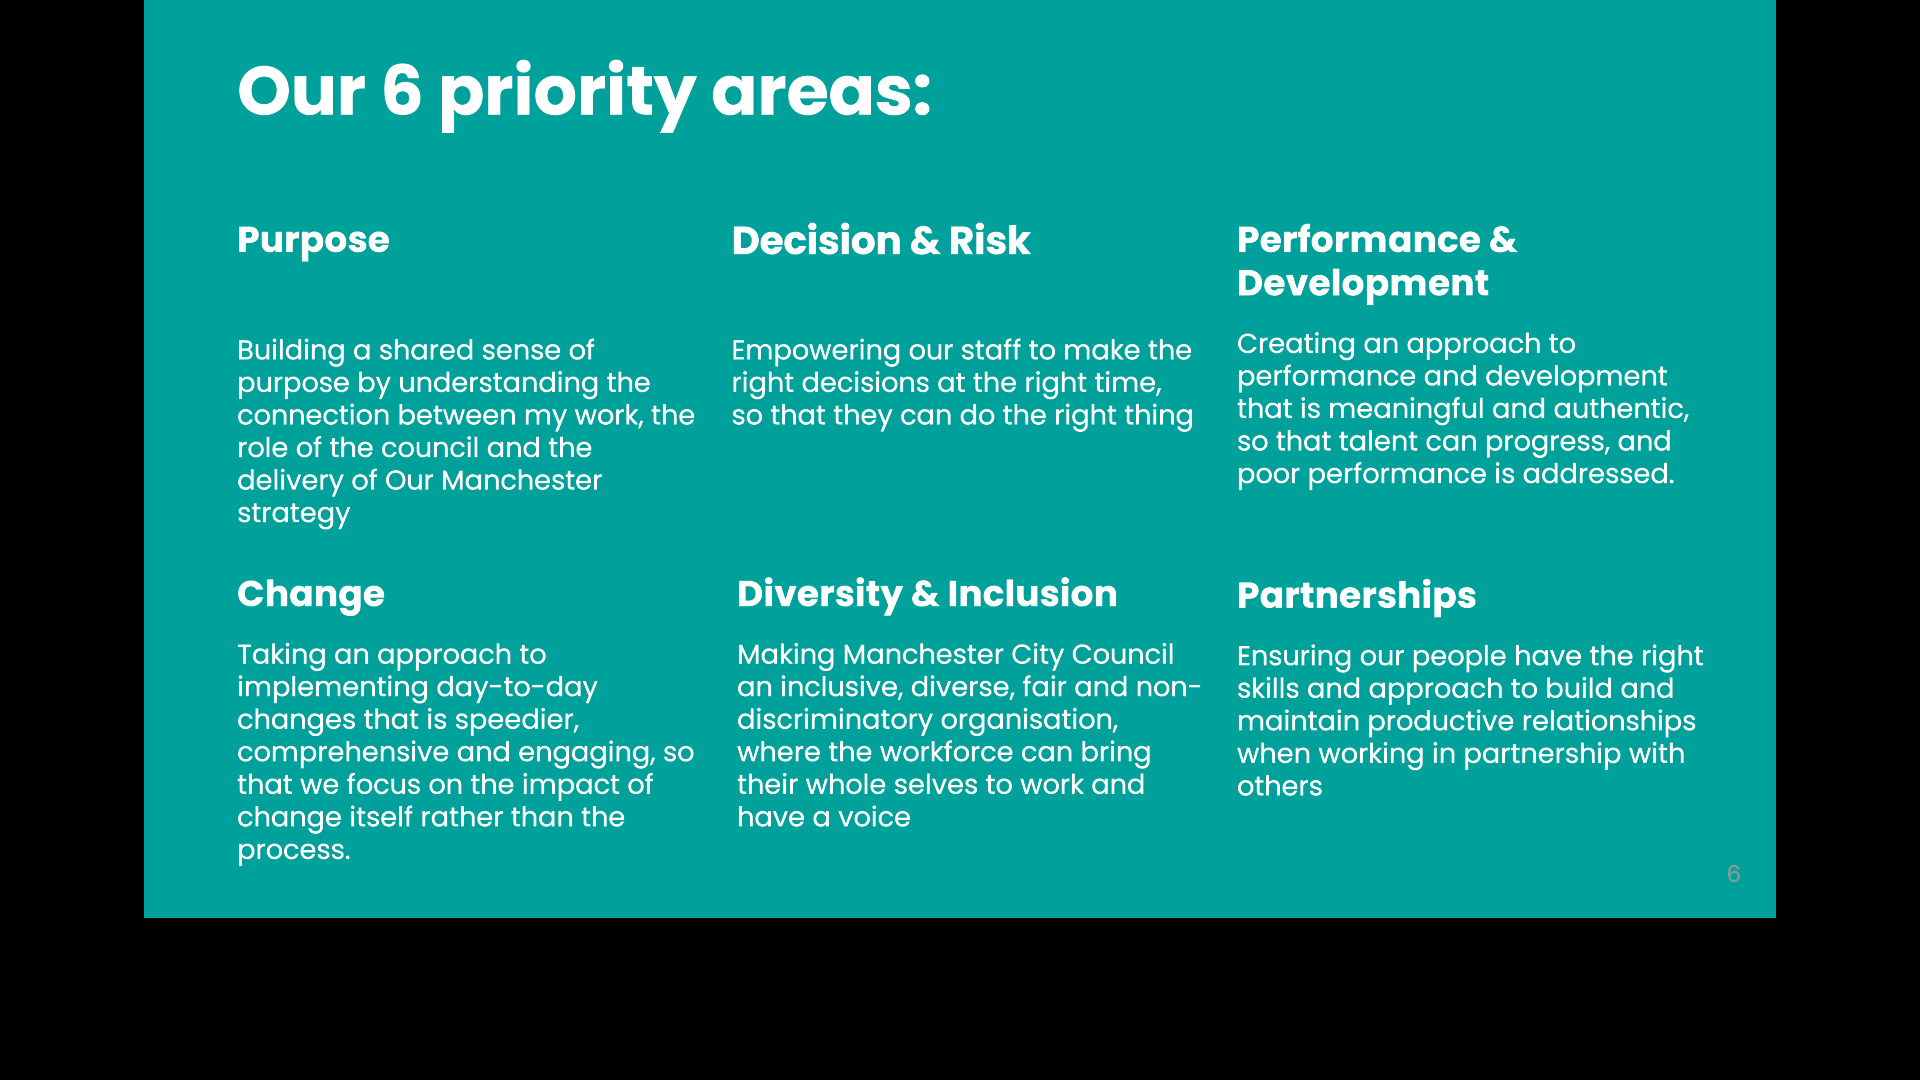 Our 6 priority areas:
Purpose
Building a shared sense of
purpose by understanding the
connection between my work, the
role of the council and the
delivery of Our Manchester
strategy
Decision & Risk
Empowering our staff to make the
right decisions at the right time,
so that they can do the right thing
Performance &
Development
Creating an approach to
performance and development
that is meaningful and authentic,
so that talent can progress, and
poor performance is addressed.
Change
Taking an approach to
implementing day-to-day
changes that is speedier,
comprehensive and engaging, so
that we focus on the impact of
change itself rather than the
process.
Diversity & Inclusion
Making Manchester City Council
an inclusive, diverse, fair and non-
discriminatory organisation,
where the workforce can bring
their whole selves to work and
have a voice
Partnerships
Ensuring our people have the right
skills and approach to build and
maintain productive relationships
when working in partnership with
others
6